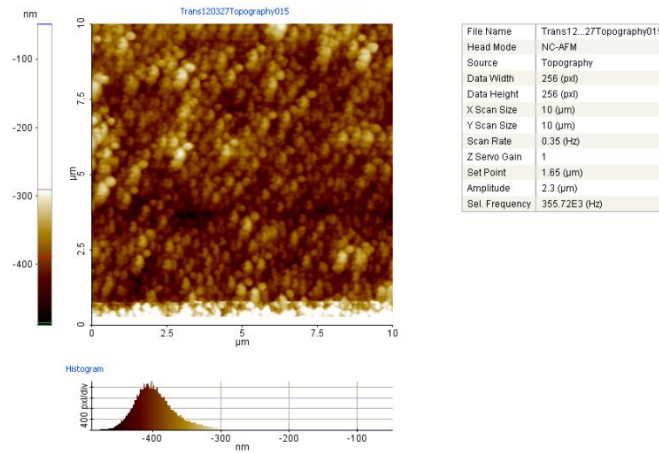 nm
-100
-200
-300
-400
Trans120327Topography015
10
7.5
µm
5
2.5
0
0 2.5 5 7.5 10
µm
File Name Trans12...27Topography015
Head Mode NC-AFM
Source Topography
Data Width 256 (pxl)
Data Height 256 (pxl)
X Scan Size 10 (µm)
Y Scan Size 10 (µm)
Scan Rate 0.35 (Hz)
Z Servo Gain 1
Set Point 1.65 (µm)
Amplitude 2.3 (µm)
Sel. Frequency 355.72E3 (Hz)
Histogram
400 pxl/div
-400 -300 -200 -100
nm